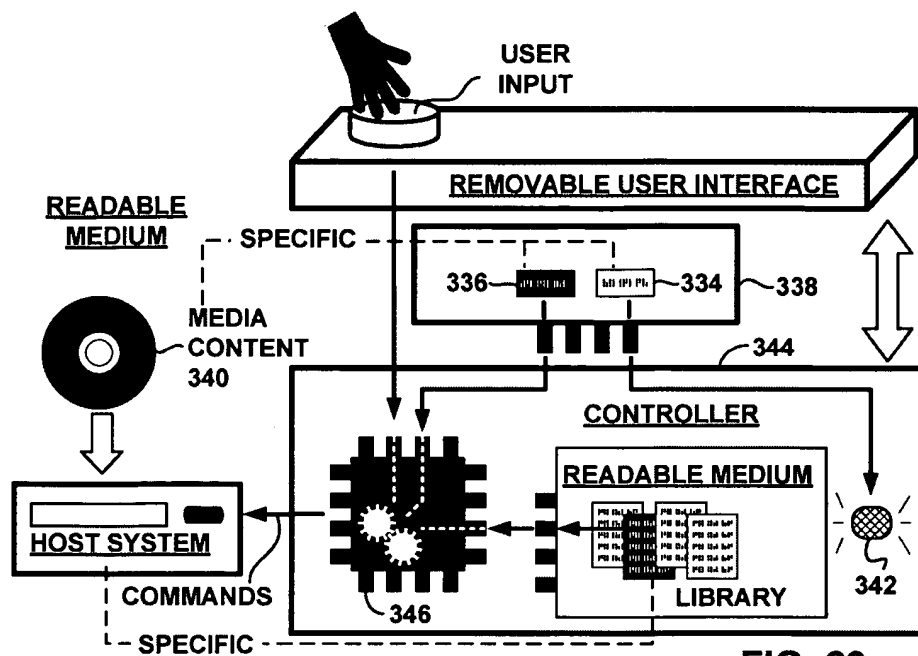 USER
INPUT
REMOVABLE USER INTERFACE
READABLE
MEDIUM
SPECIFIC
336
334
338
MEDIA
CONTENT
340
344
CONTROLLER
READABLE MEDIUM
HOST SYSTEM
COMMANDS
346
LIBRARY
342
SPECIFIC